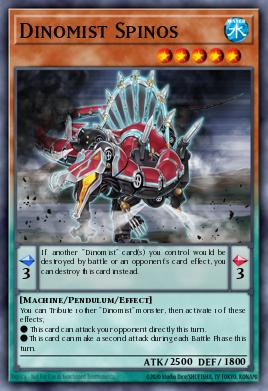 Dinomist Spinos
WATER
水
If another "Dinomist" card(s) you control would be
destroyed by battle or an opponent's card effect, you
can destroy this card instead.
3
3
[Machine/Pendulum/Effect]
You can Tribute 1 other "Dinomist" monster, then activate 1 of these
effects;
● This card can attack your opponent directly this turn.
● This card can make a second attack during each Battle Phase this
turn.
ATK/2500 DEF/1800